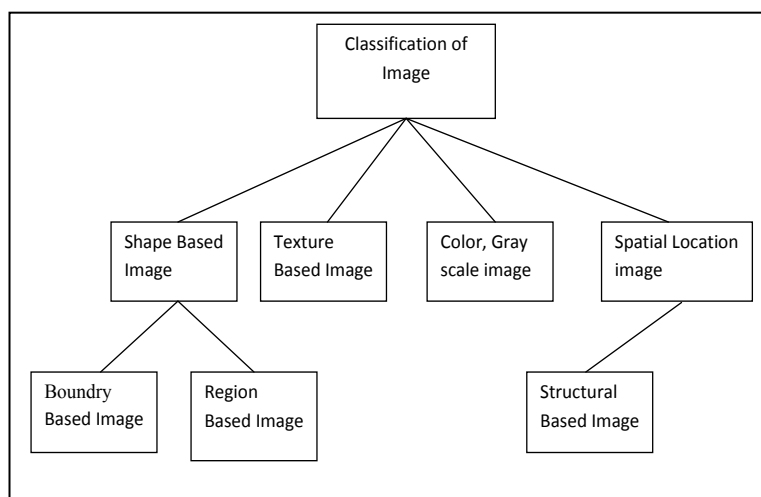 Classification of
Image
Shape Based
Image
Texture
Based Image
Color, Gray
scale image
Spatial Location
image
Boundry
Based Image
Region
Based Image
Structural
Based Image